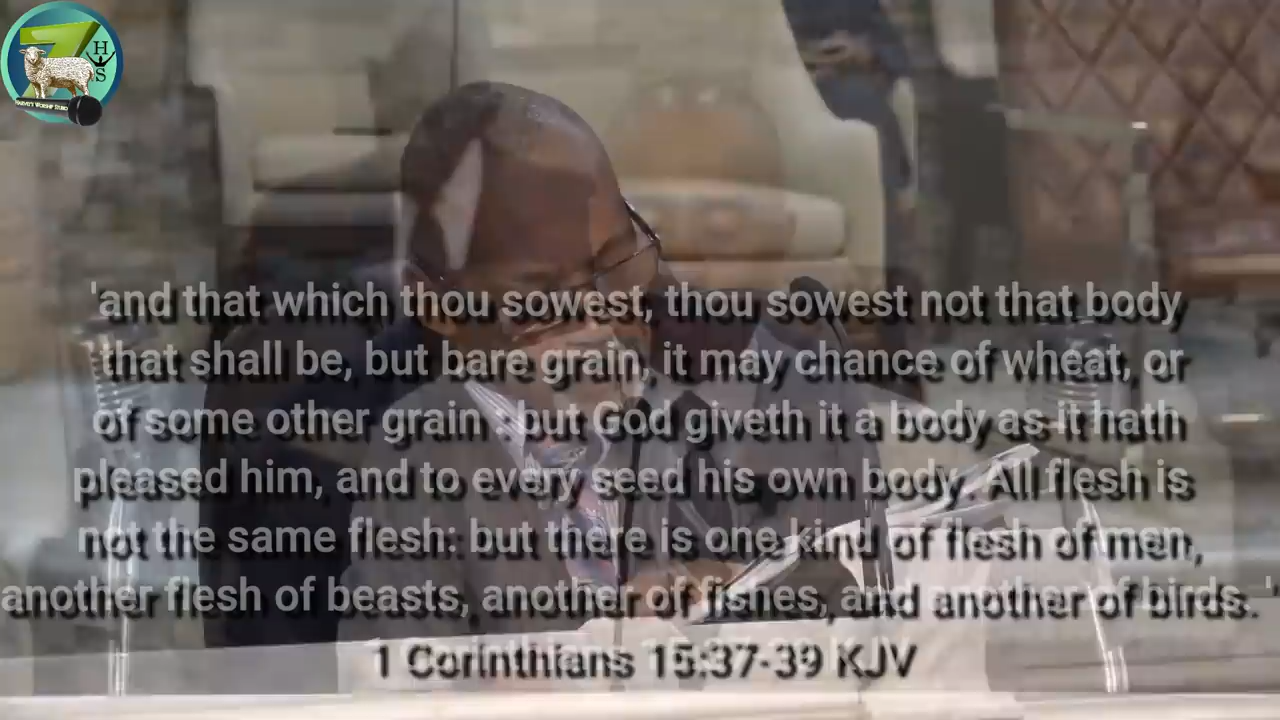 7
H
S
HARVEY WORSHIP STUDIO
'and that which thou sowest, thou sowest not that body
that shall be, but bare grain, it may chance of wheat, or
of some other grain : but God giveth it a body as it hath
pleased him, and to every seed his own body. All flesh is
not the same flesh: but there is one kind of flesh of men,
another flesh of beasts, another of fishes, and another of birds. '
1 Corinthians 15:37-39 KJV